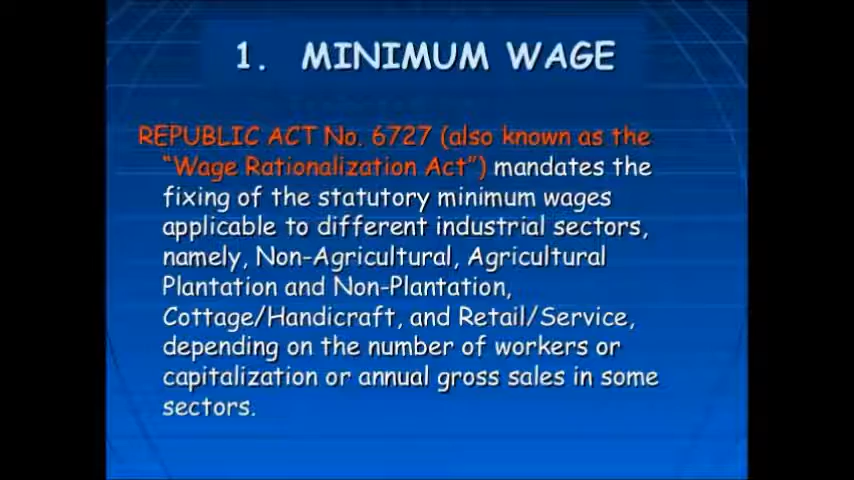 1. MINIMUM WAGE
REPUBLIC ACT No. 6727 (also known as the
“Wage Rationalization Act”) mandates the
fixing of the statutory minimum wages
applicable to different industrial sectors,
namely, Non-Agricultural, Agricultural
Plantation and Non-Plantation,
Cottage/Handicraft, and Retail/Service,
depending on the number of workers or
capitalization or annual gross sales in some
sectors.